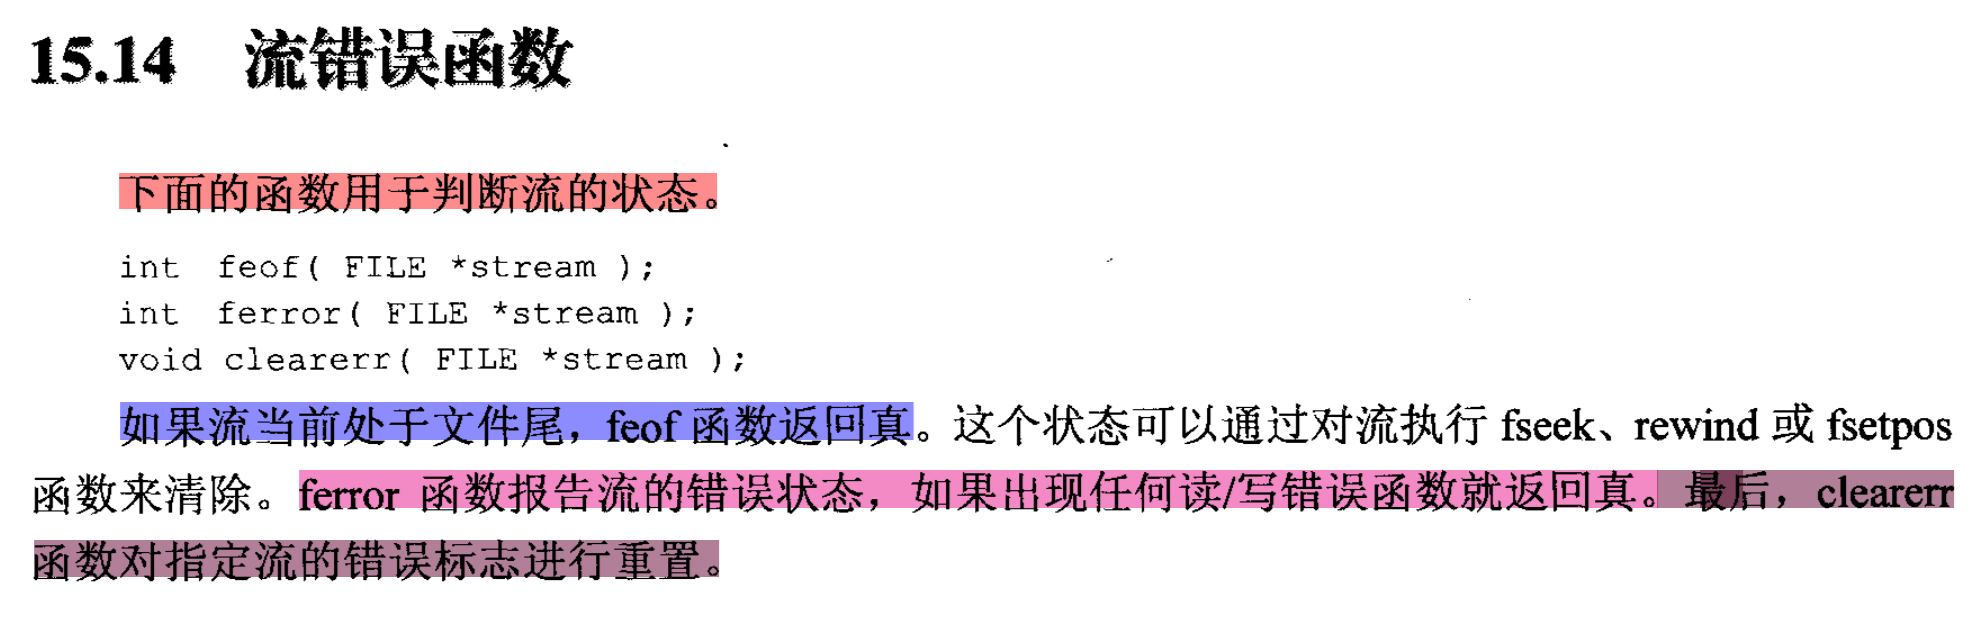 15.14 流错误函数
下面的函数用于判断流的状态。
int feof( FILE *stream );
int ferror( FILE *stream );
void clearerr( FILE *stream );
如果流当前处于文件尾，feof 函数返回真。这个状态可以通过对流执行 fseek、rewind 或 fsetpos
函数来清除。ferror 函数报告流的错误状态，如果出现任何读/写错误函数就返回真。最后，clearerr
函数对指定流的错误标志进行重置。